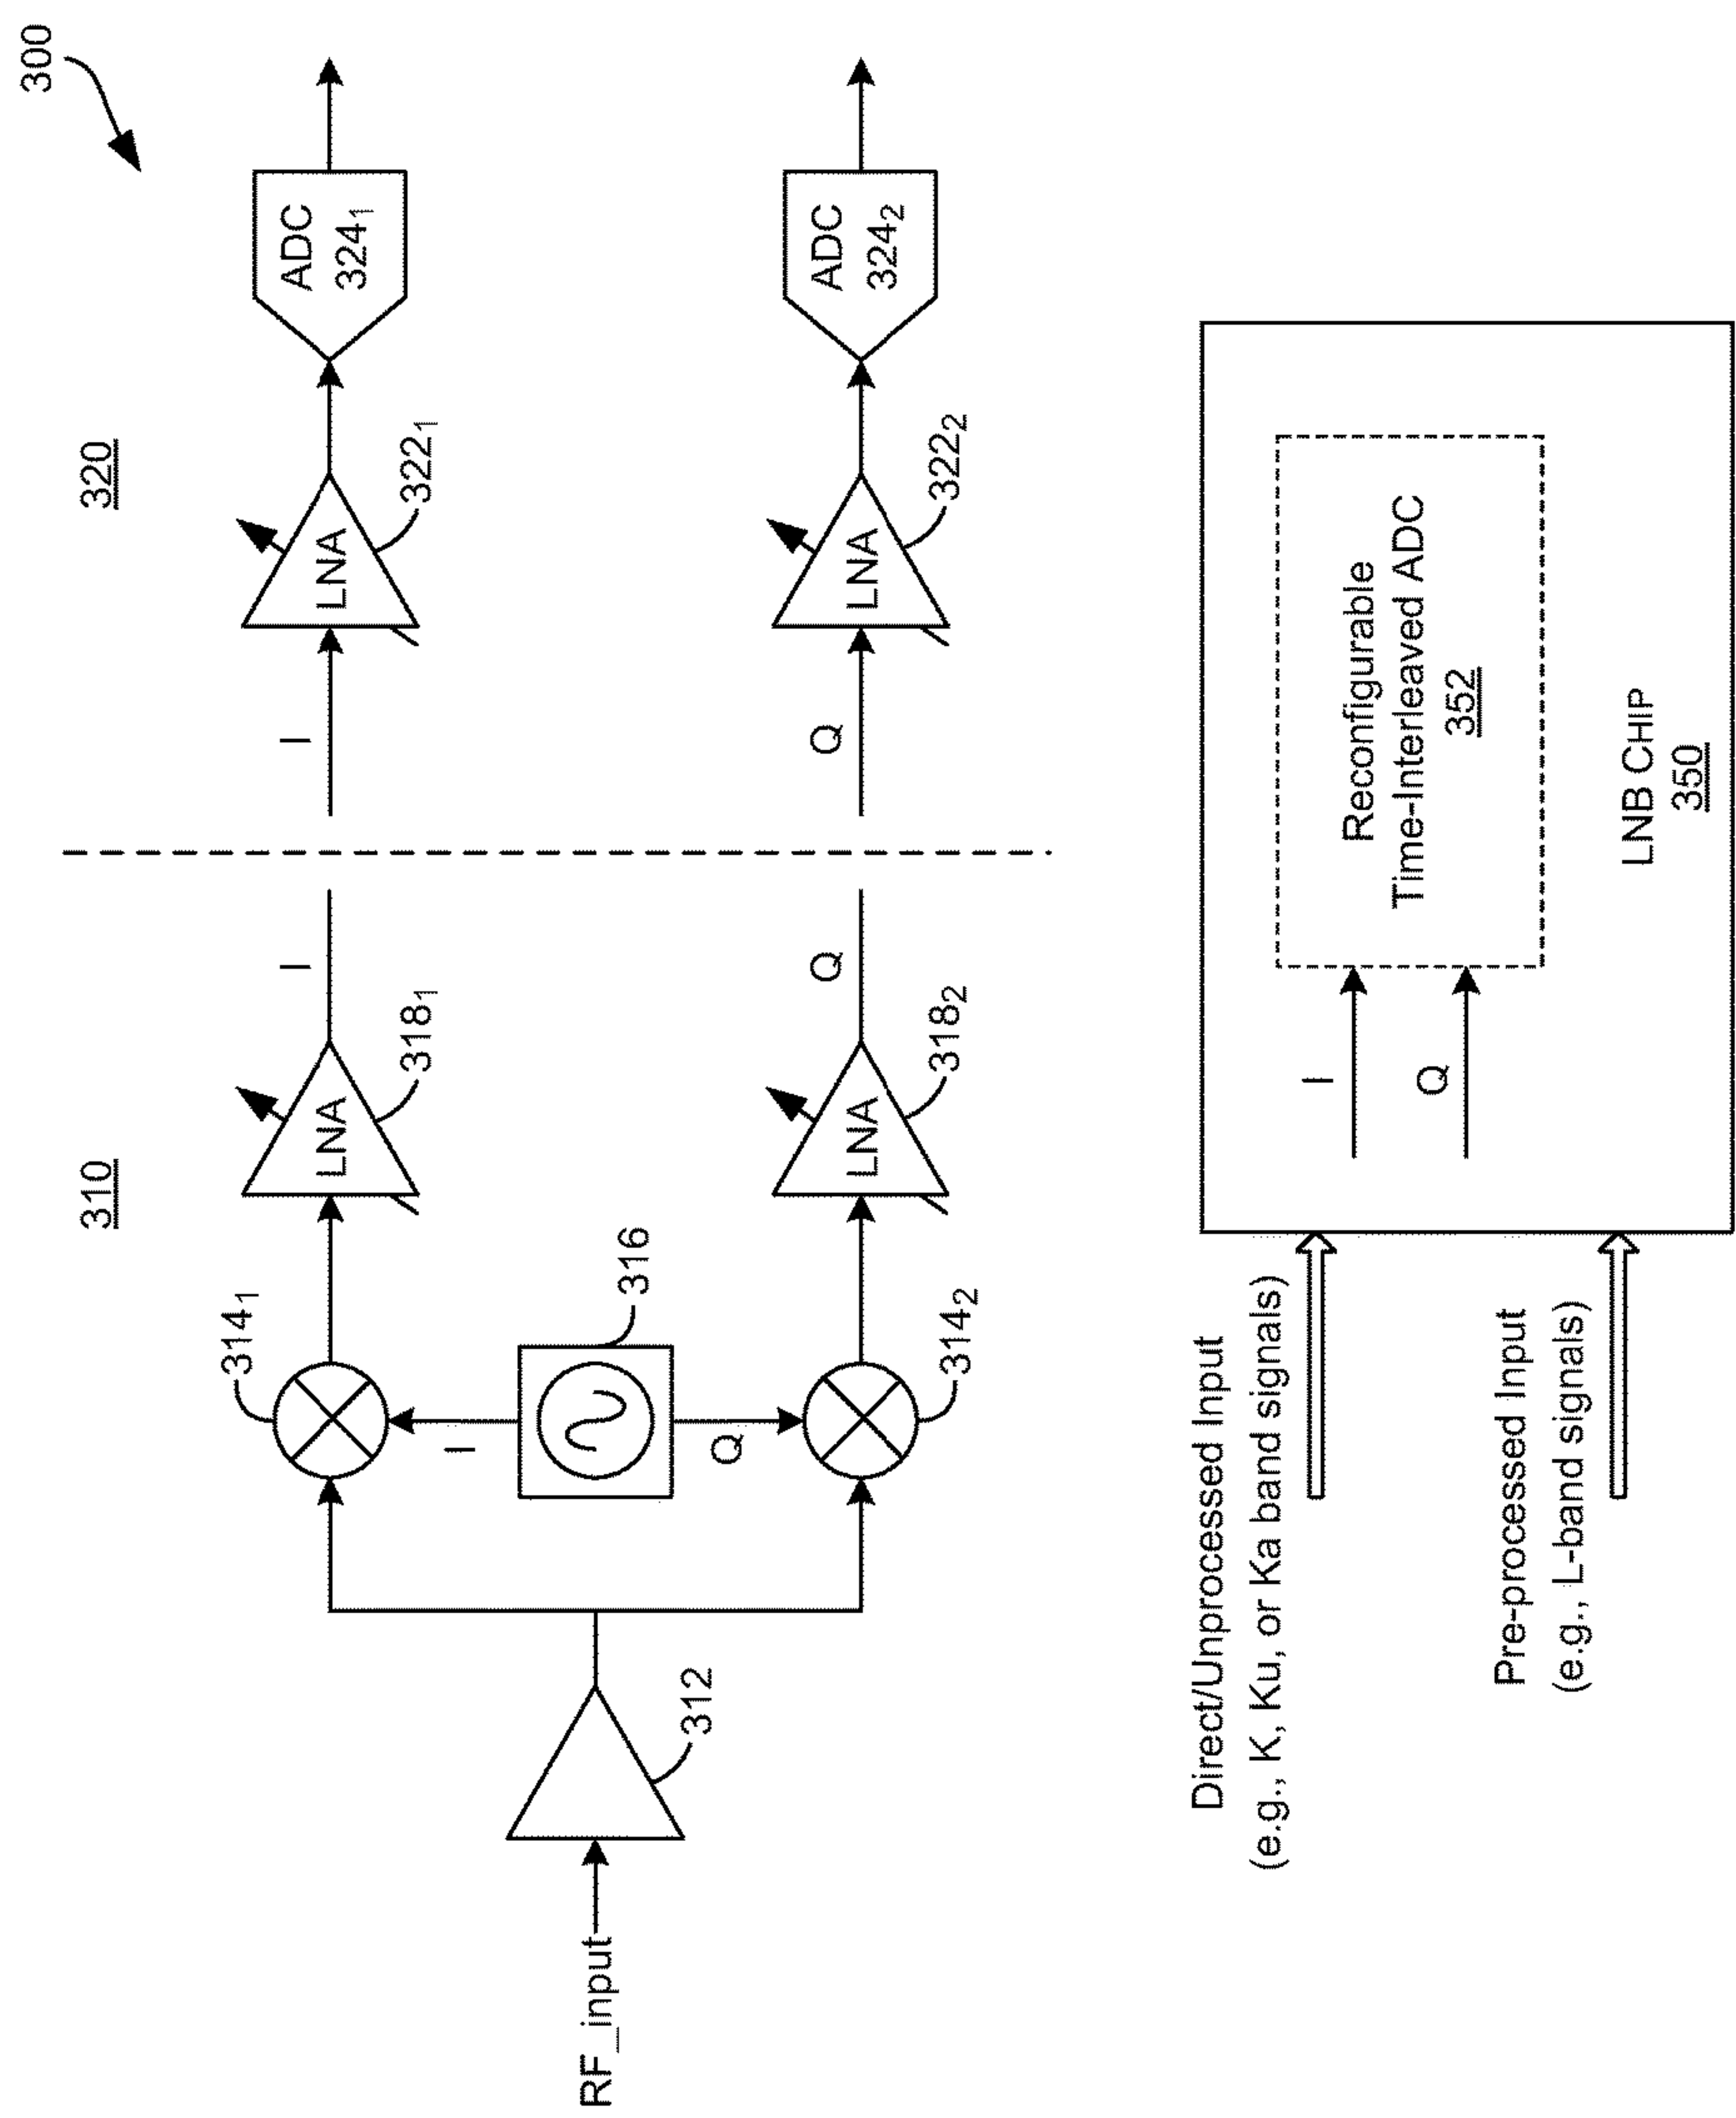 300
310
320
314₁
318₁
I
I
322₁
ADC
324₁
LNA
LNA
I
316
RF_input
312
Q
LNA
LNA
314₂
318₂
Q
Q
322₂
ADC
324₂
Direct/Unprocessed Input
(e.g., K, Ku, or Ka band signals)
Pre-processed Input
(e.g., L-band signals)
I
Q
Reconfigurable
Time-Interleaved ADC
352
LNB CHIP
350